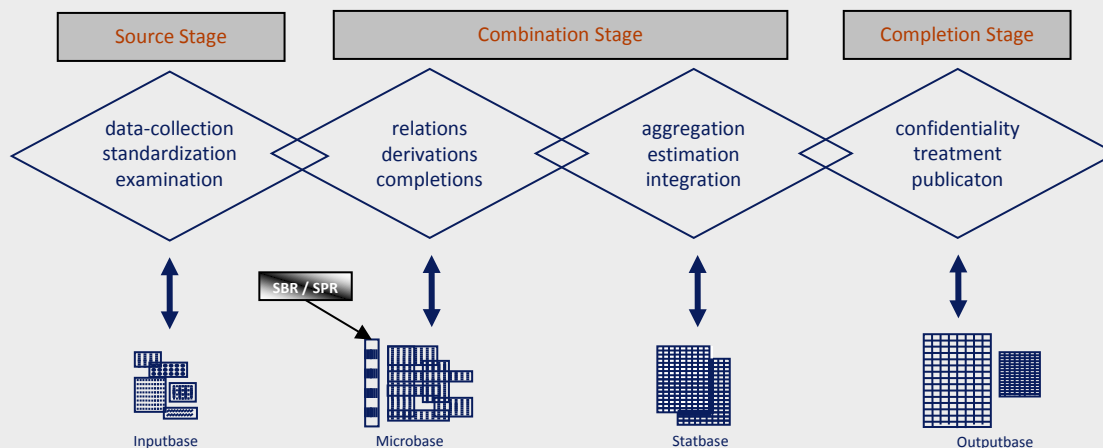 Source Stage
Combination Stage
Completion Stage
data-collection
standardization
examination
relations
derivations
completions
aggregation
estimation
integration
confidentiality
treatment
publicaton
SBR / SPR
Inputbase
Microbase
Statbase
Outputbase